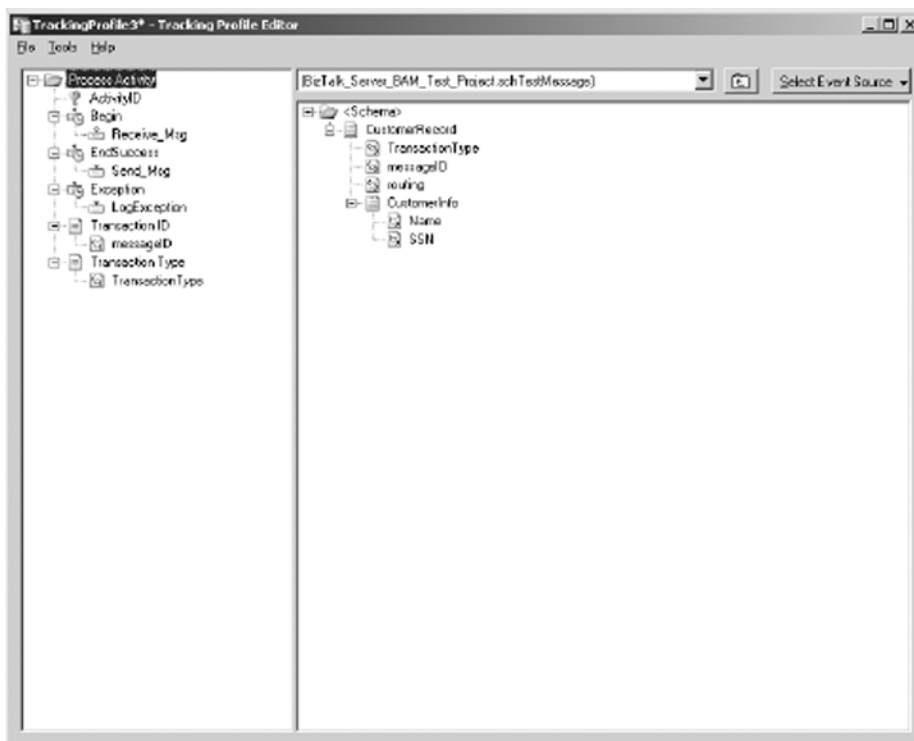 TrackingProfile3* - Tracking Profile Editor
File Tools Help
Process Activity
ActivityID
Begin
Receive_Msg
EndSuccess
Send_Msg
Exception
LogException
Transaction ID
messageID
Transaction Type
TransactionType
(BizTalk_Server_BAM_Test_Project.schTestMessage)
Select Event Source
<Schema>
CustomerRecord
TransactionType
messageID
routing
CustomerInfo
Name
SSN